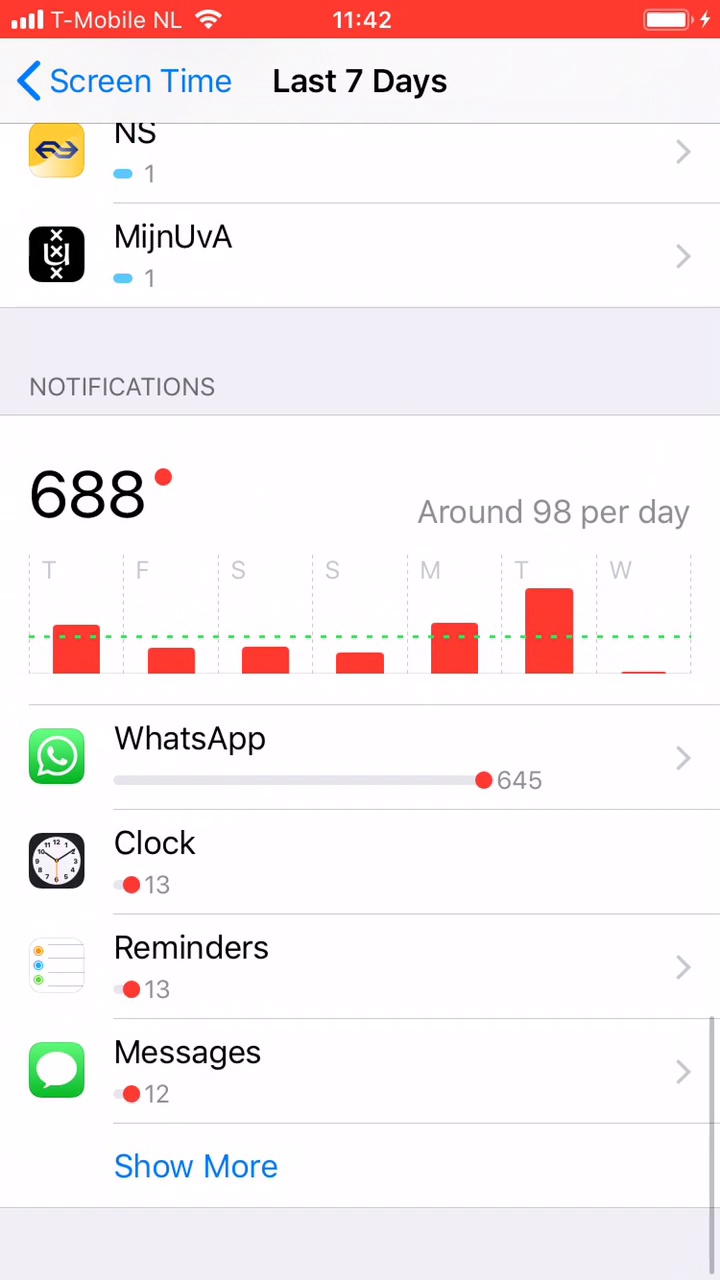 T-Mobile NL 11:42
Screen Time Last 7 Days
NS
1
MijnUvA
1
NOTIFICATIONS
688
Around 98 per day
T F S S M T W
WhatsApp
645
Clock
13
Reminders
13
Messages
12
Show More